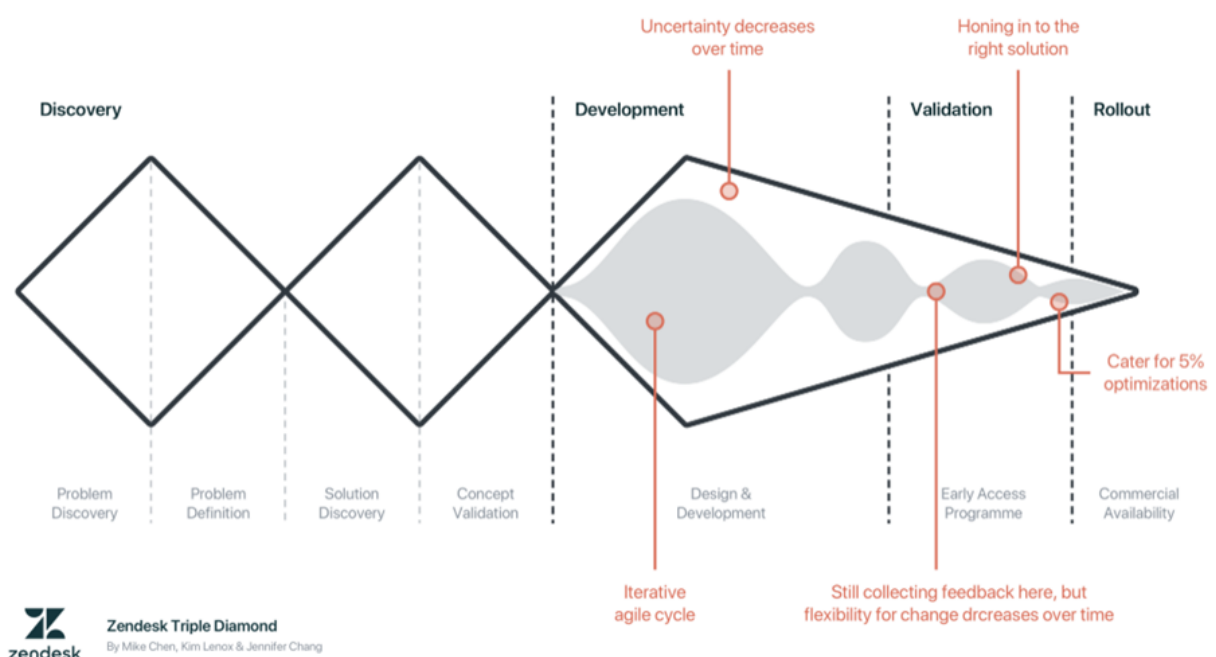 Uncertainty decreases
over time
Honing in to the
right solution
Discovery
Development
Validation
Rollout
Cater for 5%
optimizations
Problem
Discovery
Problem
Definition
Solution
Discovery
Concept
Validation
Design &
Development
Early Access
Programme
Commercial
Availability
Iterative
agile cycle
Still collecting feedback here, but
flexibility for change drcreases over time
zendesk
Zendesk Triple Diamond
By Mike Chen, Kim Lenox & Jennifer Chang